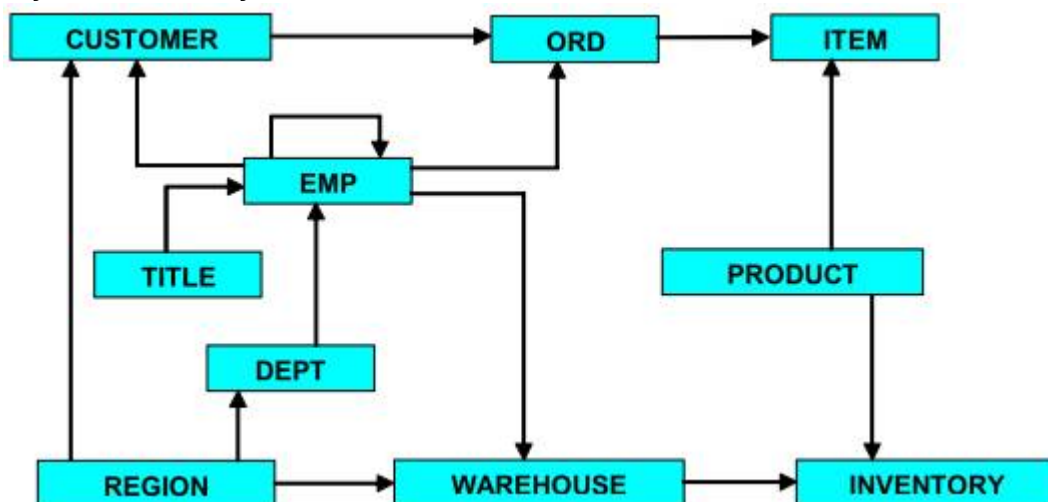 CUSTOMER
ORD
ITEM
EMP
TITLE
PRODUCT
DEPT
REGION
WAREHOUSE
INVENTORY